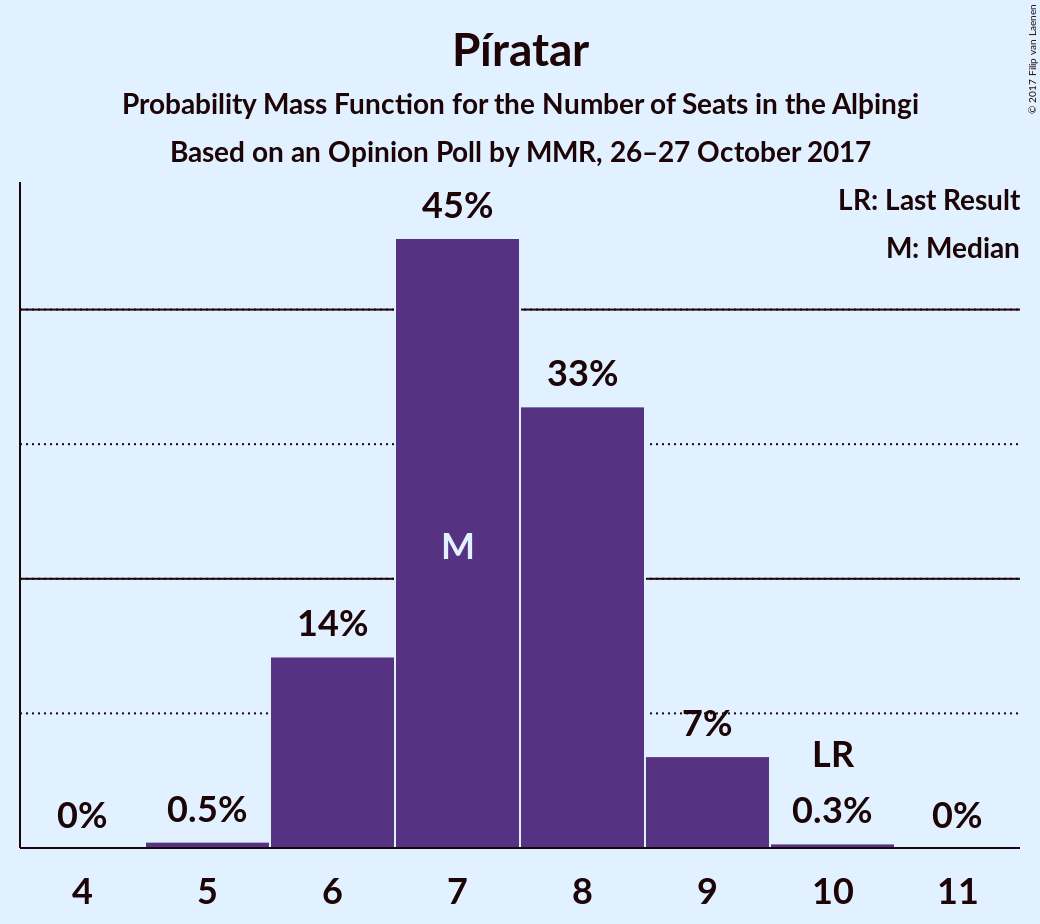 Píratar
Probability Mass Function for the Number of Seats in the Alþingi
Based on an Opinion Poll by MMR, 26–27 October 2017
© 2017 Filip van Laenen
LR: Last Result
M: Median
45%
33%
M
14%
7%
LR
0%
0.5%
0.3%
0%
4 5 6 7 8 9 10 11